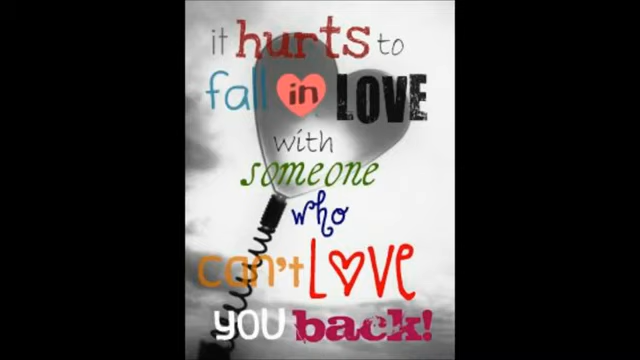 it hurts to
fall in LOVE
with
someone
who
can't LOVE
YOU back!